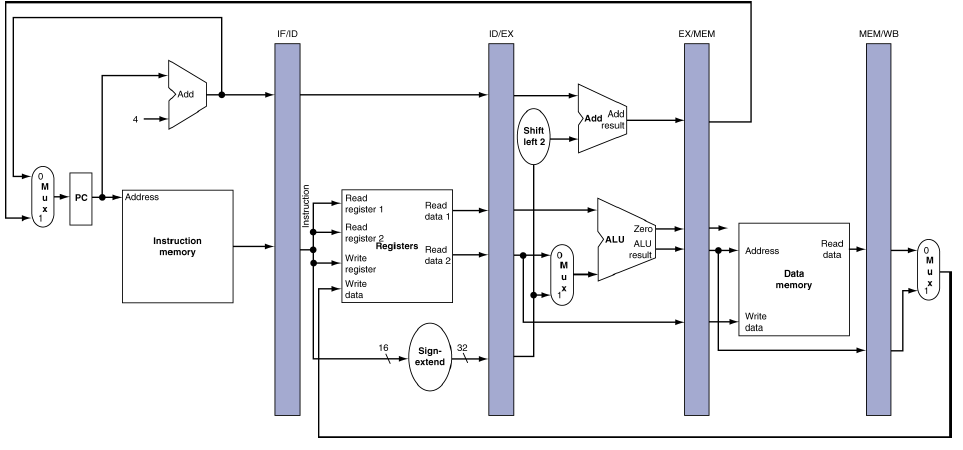 IF/ID
ID/EX
EX/MEM
MEM/WB
Add
4
Add
Add
result
Shift
left 2
0
M
u
x
1
PC
Address
Instruction
memory
Instruction
Read
register 1
Read
register 2
Registers
Write
register
Write
data
Read
data 1
Read
data 2
16
Sign-
extend
32
0
M
u
x
1
ALU
Zero
ALU
result
Address
Read
data
Data
memory
Write
data
0
M
u
x
1